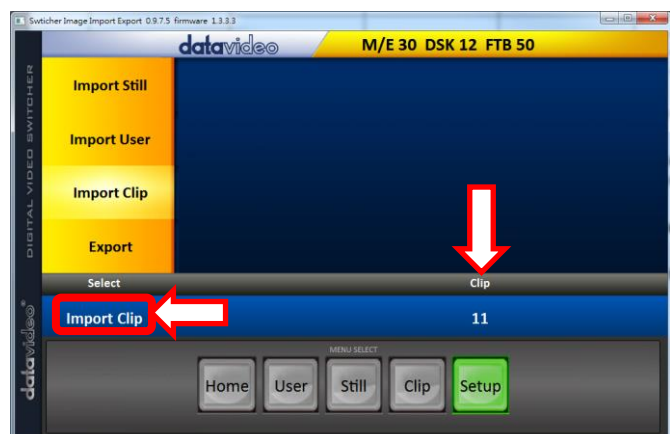 Swticher Image Import Export 0.9.7.5 firmware 1.3.3.3
datavideo M/E 30 DSK 12 FTB 50
DIGITAL VIDEO SWITCHER
Import Still
Import User
Import Clip
Export
Select Clip
Import Clip 11
datavideo®
MENU SELECT
Home User Still Clip Setup